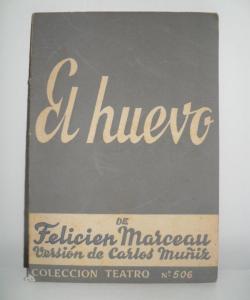 El huevo
DE
Felicien Marceau
Versión de Carlos Muñiz
COLECCION TEATRO Nº 506